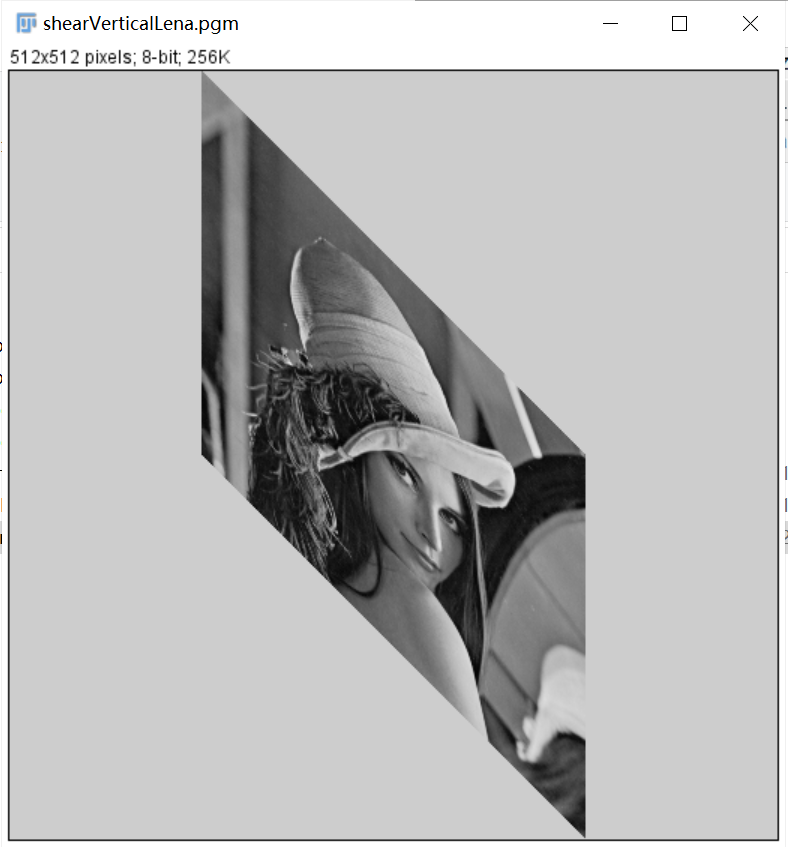 shearVerticalLena.pgm
512x512 pixels; 8-bit; 256K